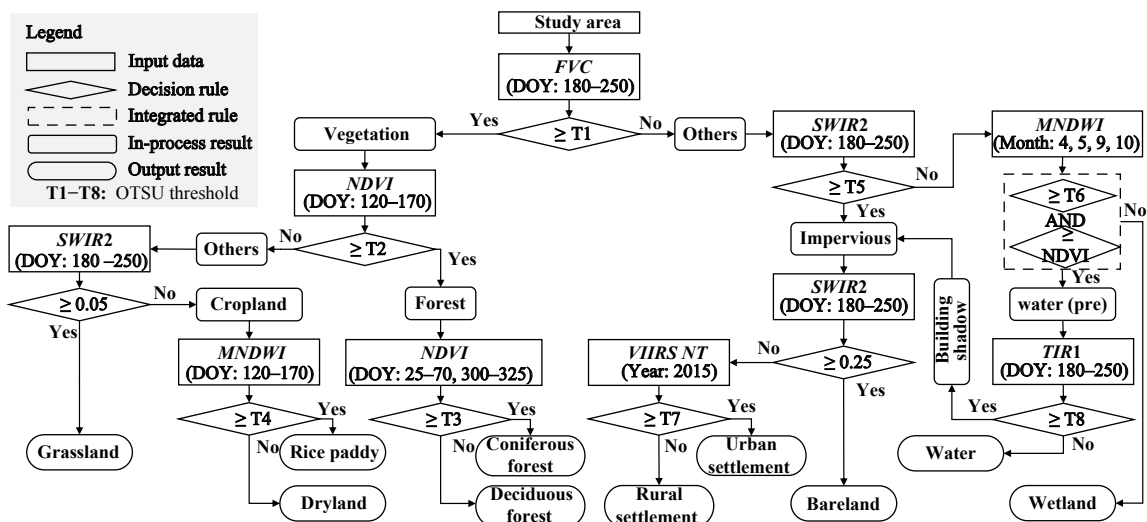 Legend
Input data
Decision rule
Integrated rule
In-process result
Output result
T1–T8: OTSU threshold
Study area
FVC
(DOY: 180–250)
≥ T1
Yes
No
Vegetation
Others
NDVI
(DOY: 120–170)
≥ T2
No
Yes
Others
SWIR2
(DOY: 180 –250)
≥ 0.05
No
Yes
Grassland
Cropland
MNDWI
(DOY: 120–170)
≥ T4
Yes
No
Rice paddy
Dryland
Forest
NDVI
(DOY: 25–70, 300–325)
≥ T3
Yes
No
Coniferous
forest
Deciduous
forest
SWIR2
(DOY: 180–250)
≥ T5
No
Yes
Impervious
SWIR2
(DOY: 180–250)
≥ 0.25
No
Yes
VIIRS NT
(Year: 2015)
≥ T7
Yes
No
Urban
settlement
Rural
settlement
Bareland
MNDWI
(Month: 4, 5, 9, 10)
≥ T6
AND
≥
NDVI
No
Yes
water (pre)
TIR1
(DOY: 180–250)
≥ T8
Yes
No
Building
shadow
Water
Wetland